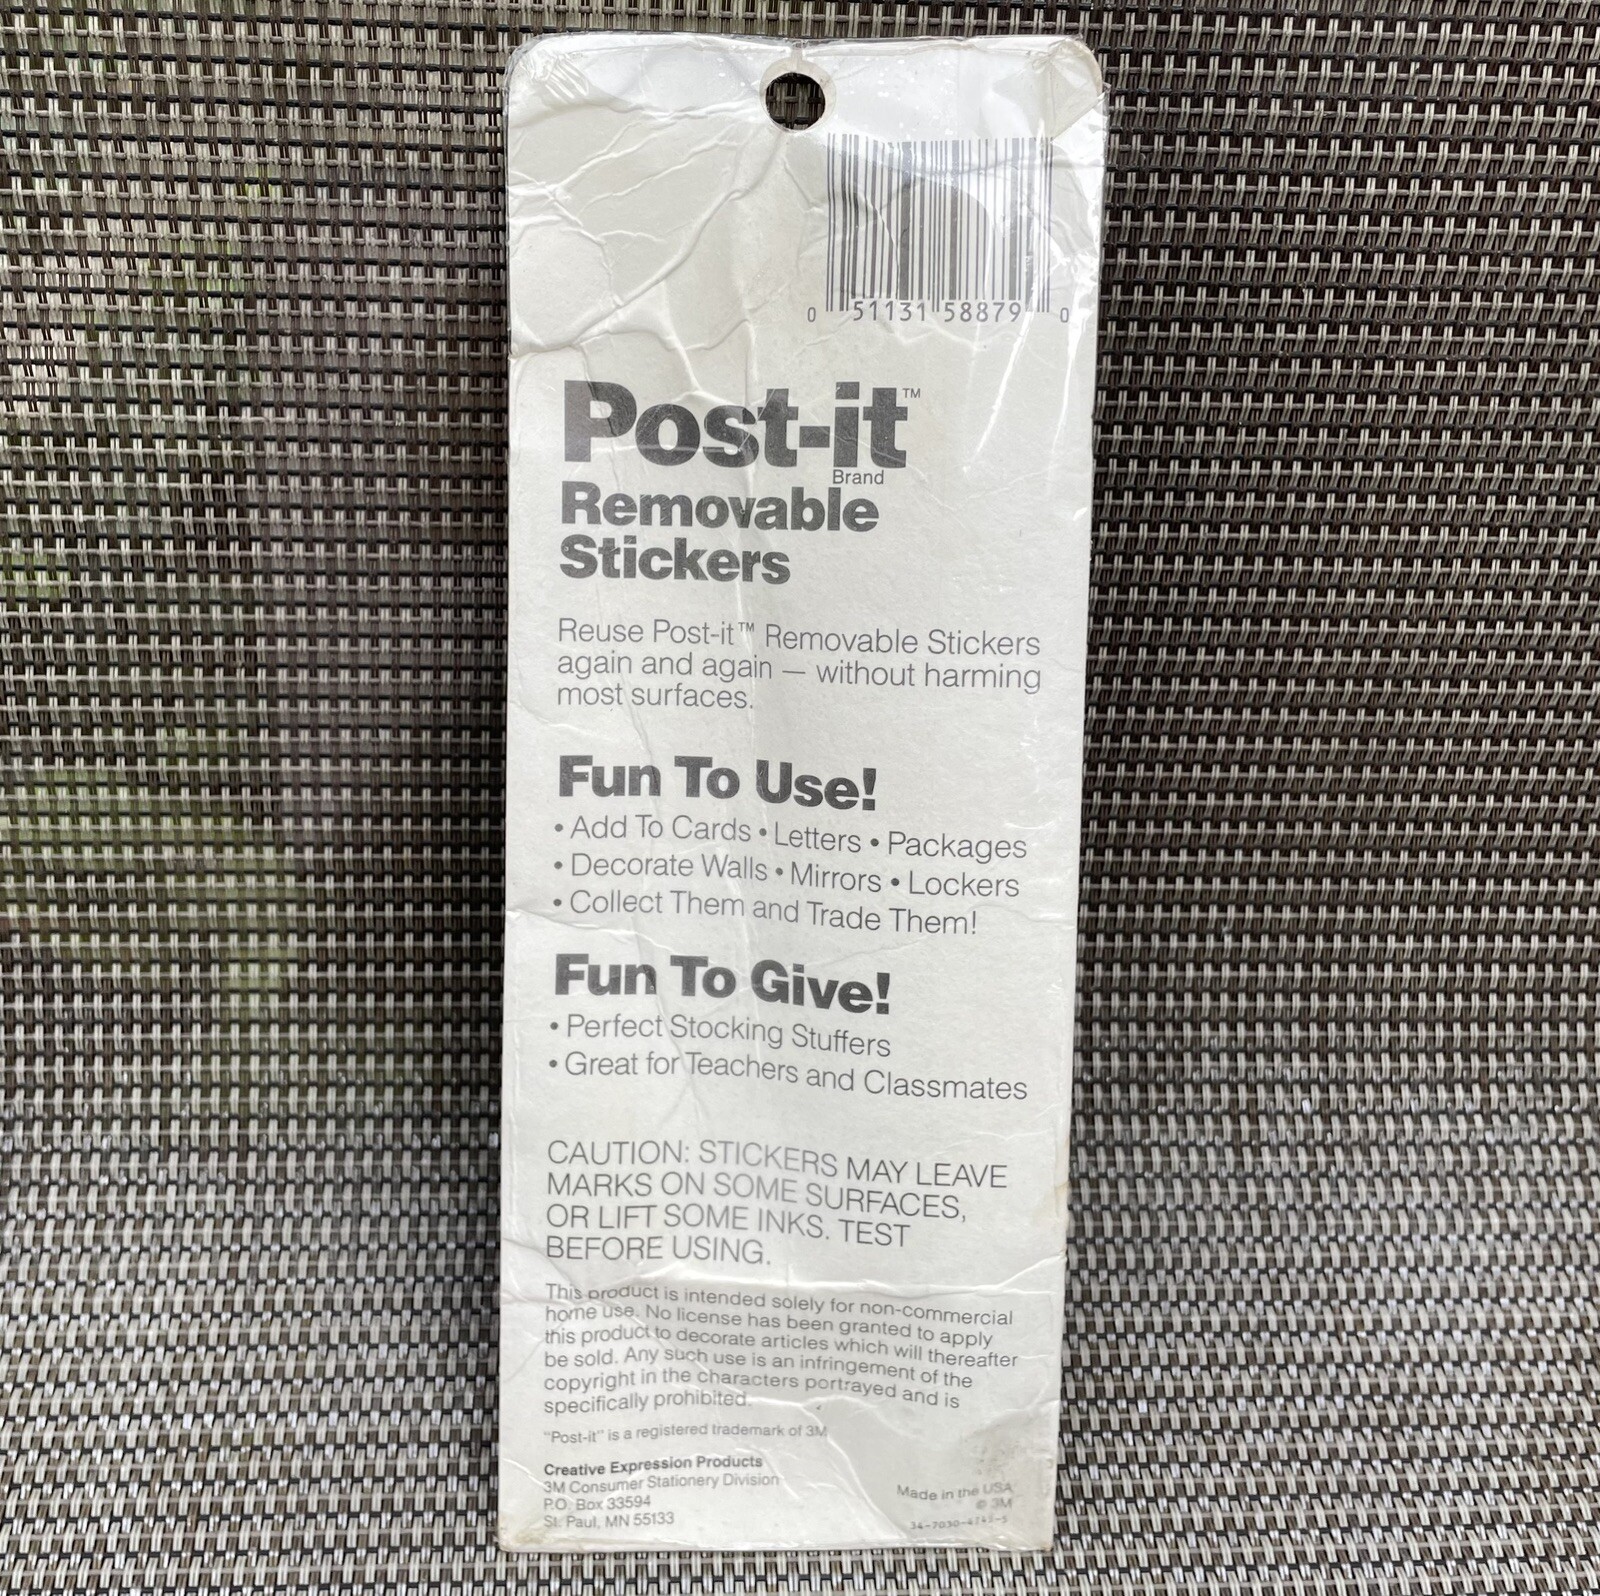 0 51131 58879 0
Post-it™
Brand
Removable
Stickers
Reuse Post-it™ Removable Stickers
again and again — without harming
most surfaces.
Fun To Use!
• Add To Cards • Letters • Packages
• Decorate Walls • Mirrors • Lockers
• Collect Them and Trade Them!
Fun To Give!
• Perfect Stocking Stuffers
• Great for Teachers and Classmates
CAUTION: STICKERS MAY LEAVE
MARKS ON SOME SURFACES,
OR LIFT SOME INKS. TEST
BEFORE USING.
This product is intended solely for non-commercial
home use. No license has been granted to apply
this product to decorate articles which will thereafter
be sold. Any such use is an infringement of the
copyright in the characters portrayed and is
specifically prohibited.
"Post-it" is a registered trademark of 3M
Creative Expression Products
3M Consumer Stationery Division
P.O. Box 33594
St. Paul, MN 55133
Made in the USA
© 3M